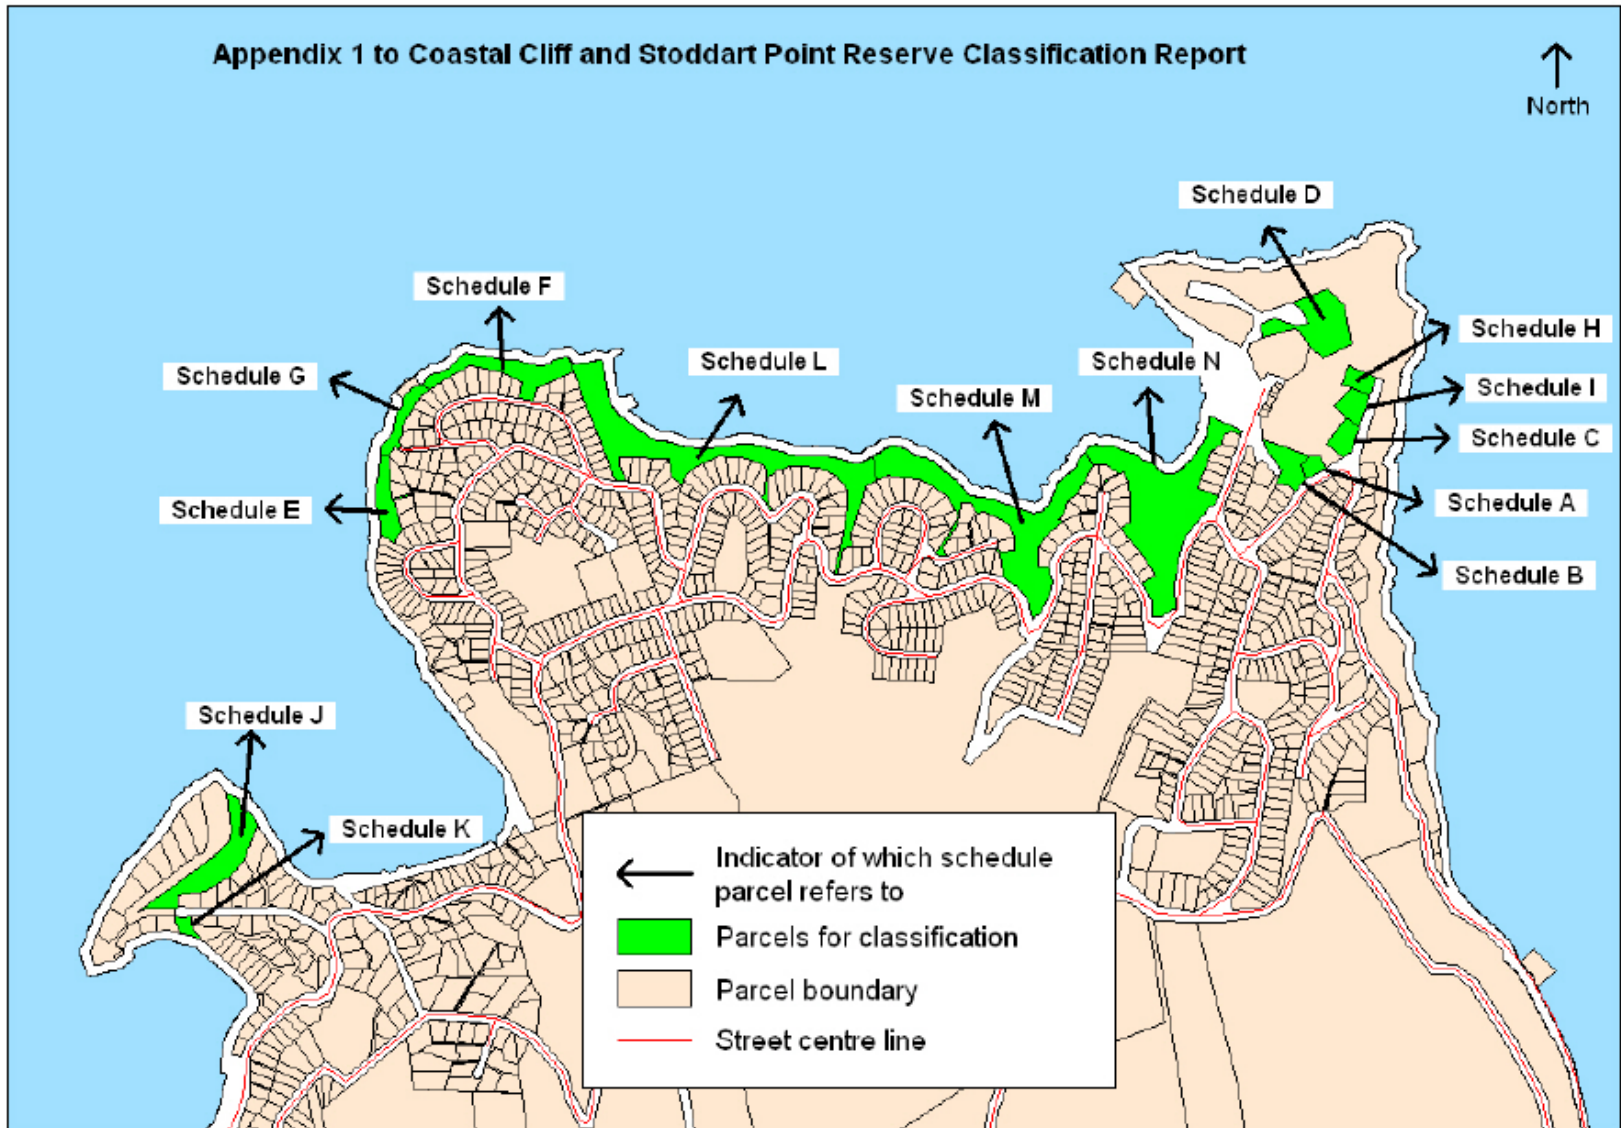 Appendix 1 to Coastal Cliff and Stoddart Point Reserve Classification Report
North
Schedule D
Schedule F
Schedule H
Schedule G
Schedule L
Schedule N
Schedule I
Schedule M
Schedule C
Schedule E
Schedule A
Schedule B
Schedule J
Schedule K
Indicator of which schedule
parcel refers to
Parcels for classification
Parcel boundary
Street centre line